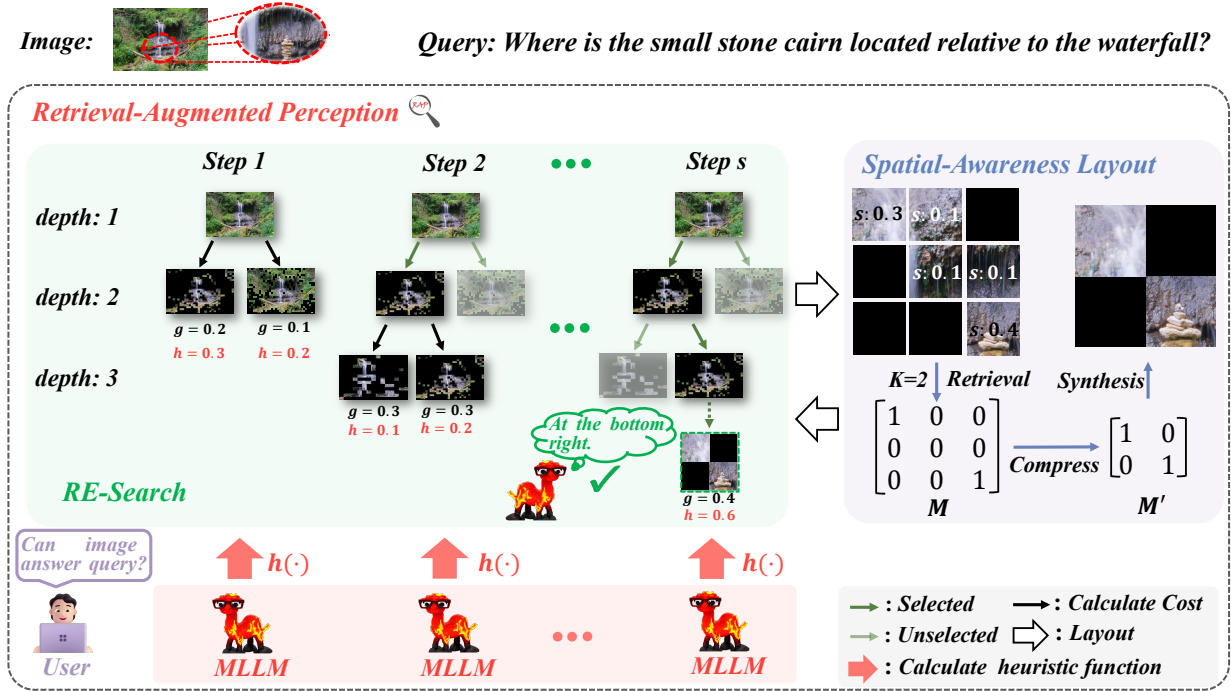 Image:
Query: Where is the small stone cairn located relative to the waterfall?
Retrieval-Augmented Perception
RAP
Step 1
Step 2
Step s
depth: 1
depth: 2
g = 0.2
h = 0.3
g = 0.1
h = 0.2
depth: 3
g = 0.3
h = 0.1
g = 0.3
h = 0.2
At the bottom
right.
g = 0.4
h = 0.6
RE-Search
Spatial-Awareness Layout
s: 0.3
s: 0.1
s: 0.1
s: 0.1
s: 0.4
K=2
Retrieval
Synthesis
1 0 0
0 0 0
0 0 1
M
Compress
1 0
0 1
M′
Can image
answer query?
User
h(·)
h(·)
h(·)
MLLM
MLLM
MLLM
: Selected
: Calculate Cost
: Unselected
: Layout
: Calculate heuristic function